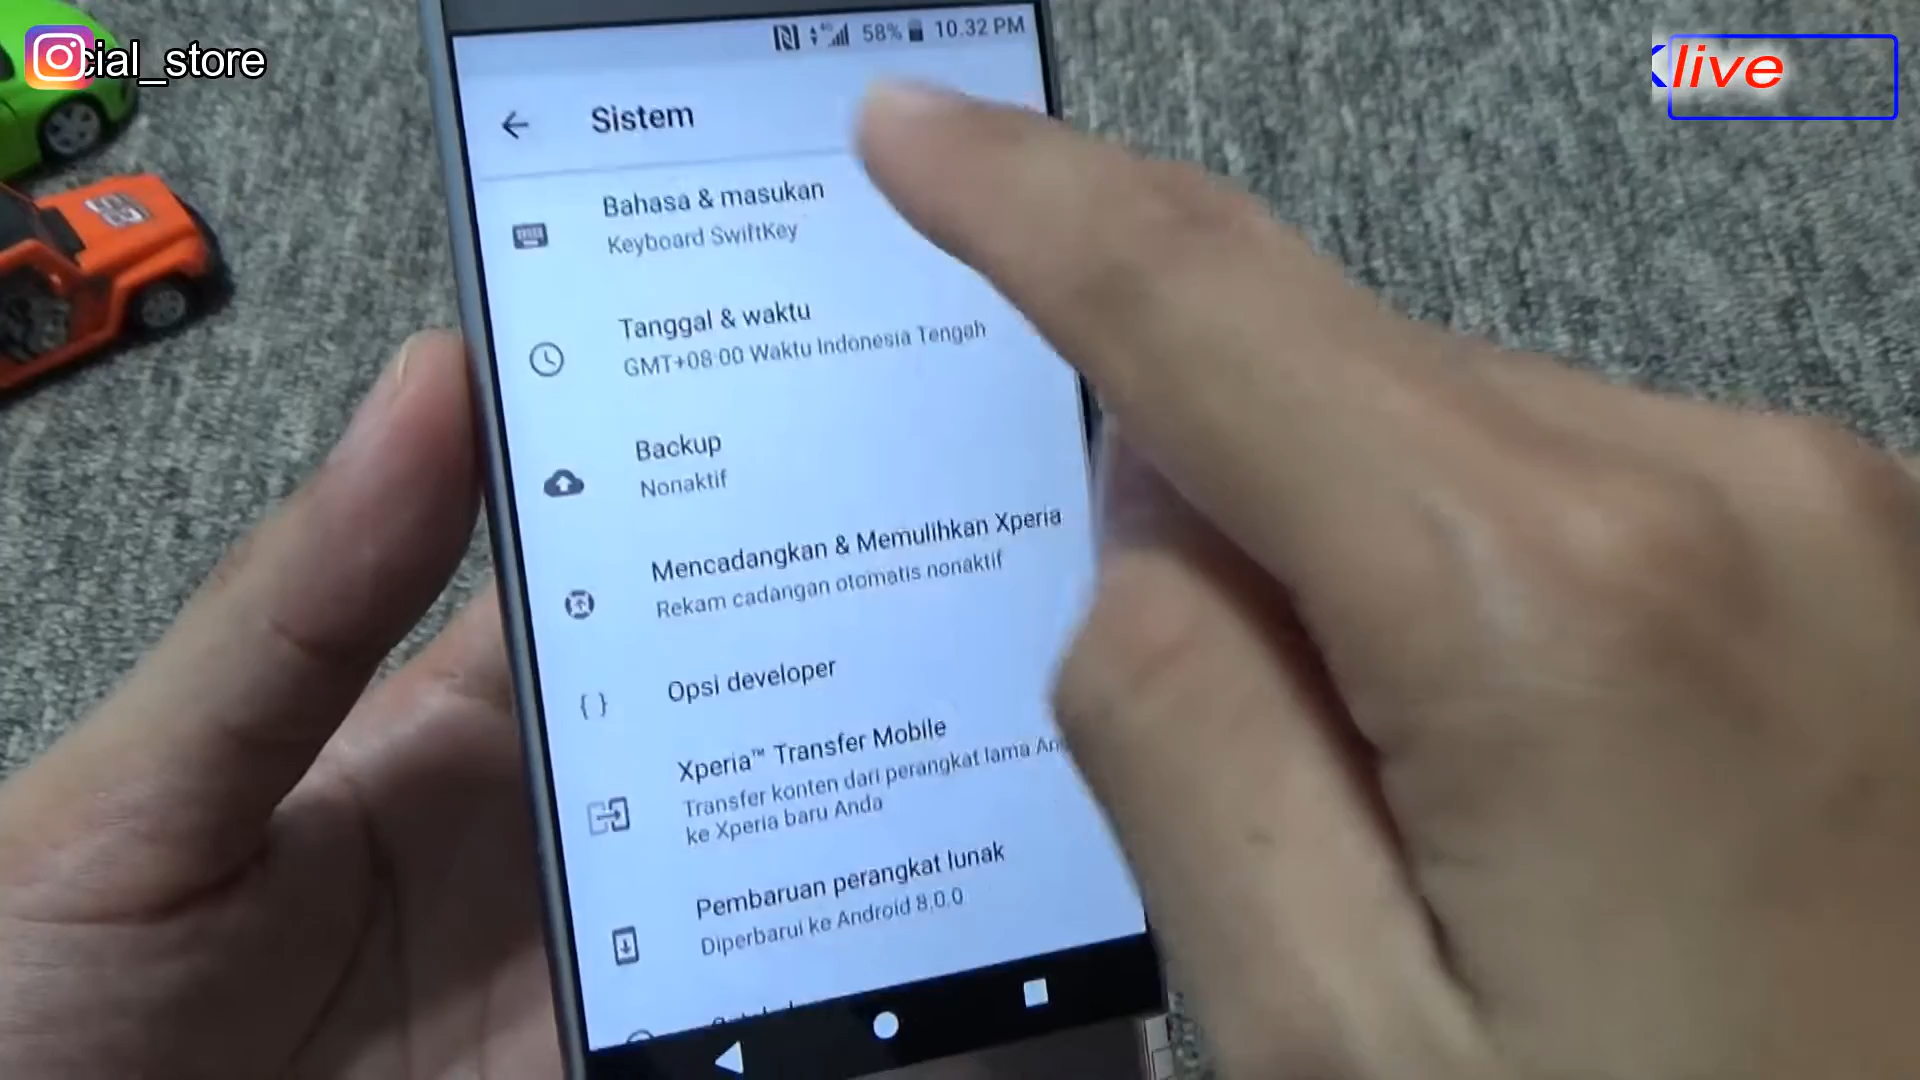 cial_store
live
58% 10.32 PM
Sistem
Bahasa & masukan
Keyboard SwiftKey
Tanggal & waktu
GMT+08:00 Waktu Indonesia Tengah
Backup
Nonaktif
Mencadangkan & Memulihkan Xperia
Rekam cadangan otomatis nonaktif
{ } Opsi developer
Xperia™ Transfer Mobile
Transfer konten dari perangkat lama
ke Xperia baru Anda
Pembaruan perangkat lunak
Diperbarui ke Android 8.0.0